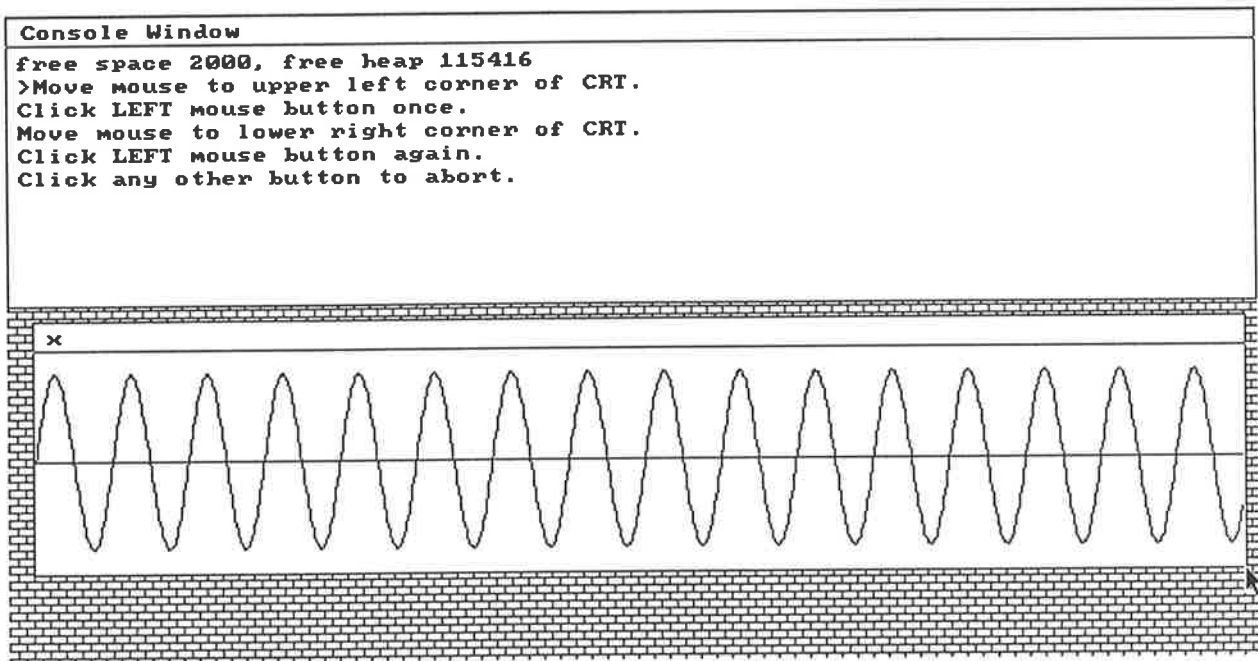 Console Window
free space 2000, free heap 115416
>Move mouse to upper left corner of CRT.
Click LEFT mouse button once.
Move mouse to lower right corner of CRT.
Click LEFT mouse button again.
Click any other button to abort.
x